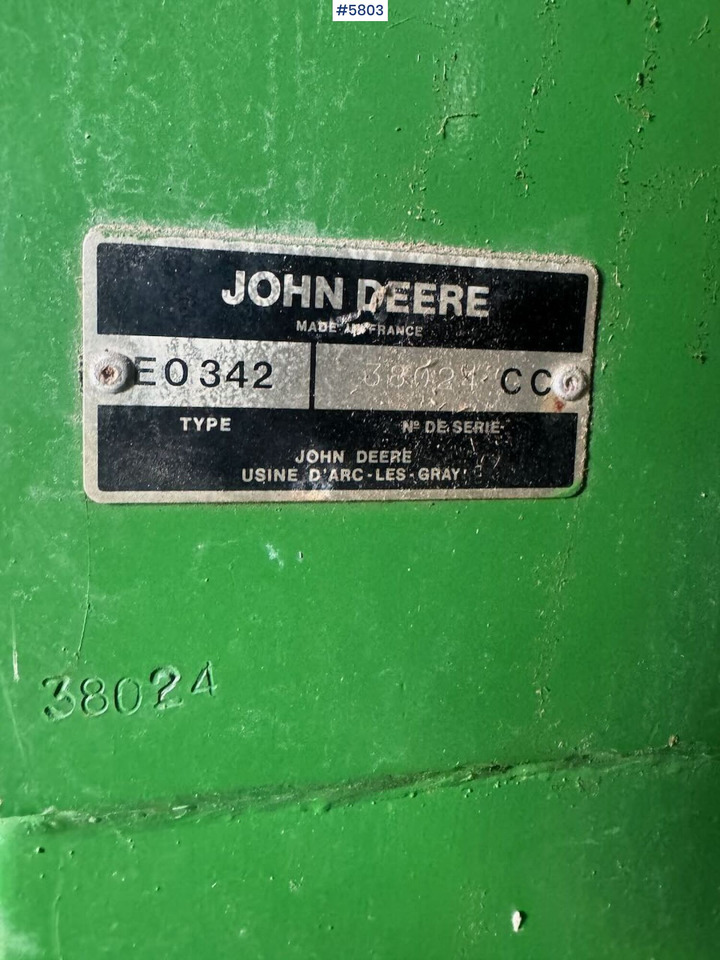 #5803
JOHN DEERE
MADE IN FRANCE
E0342 38024 CC
TYPE Nº DE SERIE
JOHN DEERE
USINE D'ARC-LES-GRAY
38024